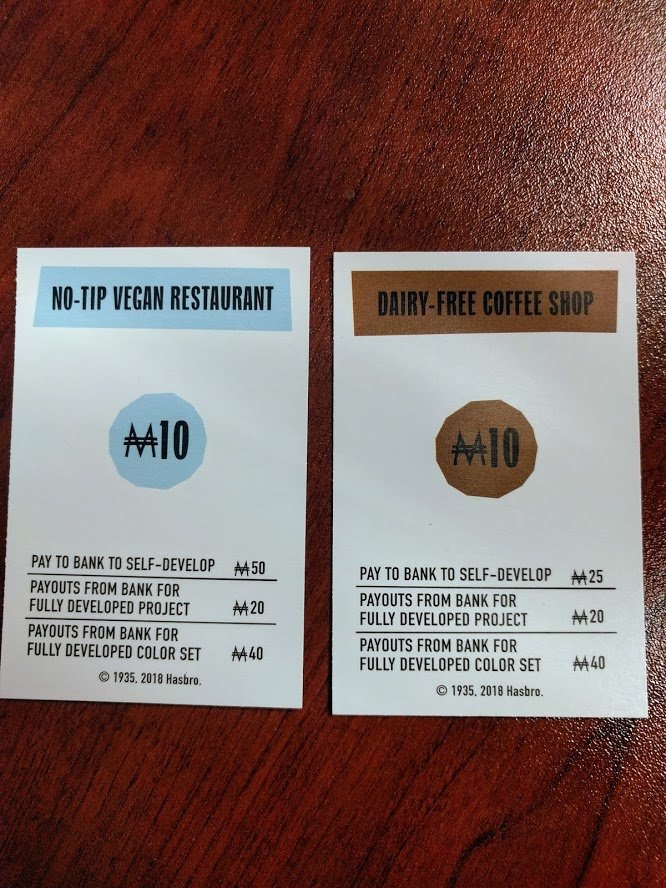 NO-TIP VEGAN RESTAURANT
₩10
PAY TO BANK TO SELF-DEVELOP ₩50
PAYOUTS FROM BANK FOR
FULLY DEVELOPED PROJECT ₩20
PAYOUTS FROM BANK FOR
FULLY DEVELOPED COLOR SET ₩40
© 1935, 2018 Hasbro.
DAIRY-FREE COFFEE SHOP
₩10
PAY TO BANK TO SELF-DEVELOP ₩25
PAYOUTS FROM BANK FOR
FULLY DEVELOPED PROJECT ₩20
PAYOUTS FROM BANK FOR
FULLY DEVELOPED COLOR SET ₩40
© 1935, 2018 Hasbro.